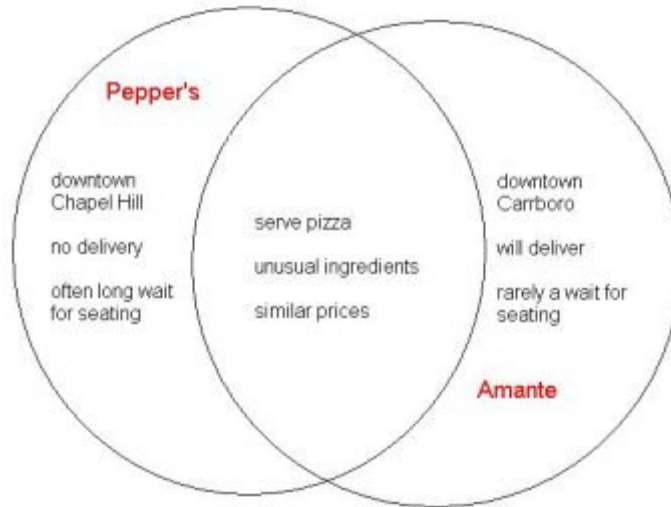 Pepper's
downtown
Chapel Hill
no delivery
often long wait
for seating
serve pizza
unusual ingredients
similar prices
downtown
Carrboro
will deliver
rarely a wait for
seating
Amante